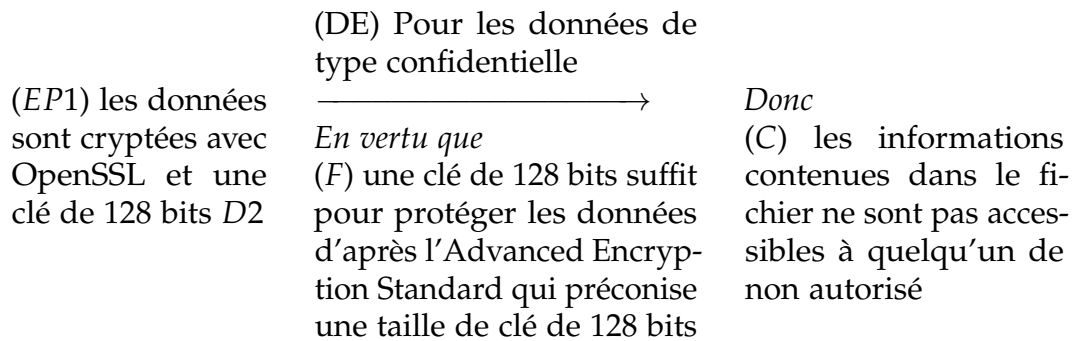 (EP1) les données
sont cryptées avec
OpenSSL et une
clé de 128 bits D2
(DE) Pour les données de
type confidentielle
En vertu que
(F) une clé de 128 bits suffit
pour protéger les données
d'après l'Advanced Encryp-
tion Standard qui préconise
une taille de clé de 128 bits
Donc
(C) les informations
contenues dans le fi-
chier ne sont pas acces-
sibles à quelqu'un de
non autorisé